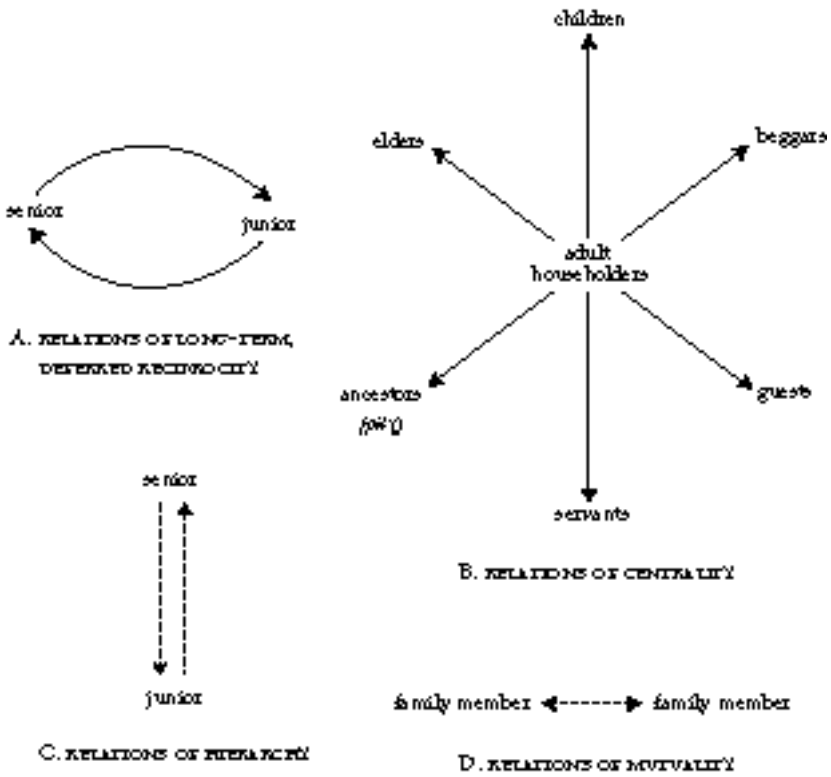 senior
junior
A. RELATIONS OF LONG-TERM,
DEFERRED RECIPROCITY
children
elders
beggars
adult
householders
ancestors
guests
servants
B. RELATIONS OF CENTRALITY
senior
junior
C. RELATIONS OF HIERARCHY
family member
family member
D. RELATIONS OF MUTUALITY